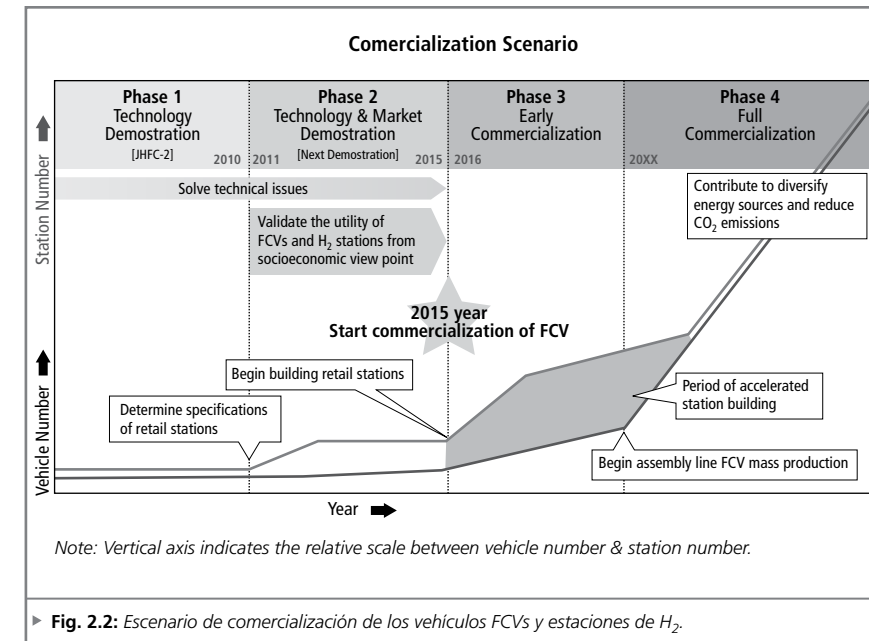 Comercialization Scenario
Phase 1
Technology
Demostration
[JHFC-2]
2010
Phase 2
Technology & Market
Demostration
[Next Demostration]
2011
2015
Phase 3
Early
Commercialization
2016
Phase 4
Full
Commercialization
20XX
Station Number
Vehicle Number
Solve technical issues
Validate the utility of
FCVs and H₂ stations from
socioeconomic view point
Contribute to diversify
energy sources and reduce
CO₂ emissions
2015 year
Start commercialization of FCV
Begin building retail stations
Determine specifications
of retail stations
Period of accelerated
station building
Begin assembly line FCV mass production
Year
Note: Vertical axis indicates the relative scale between vehicle number & station number.
Fig. 2.2: Escenario de comercialización de los vehículos FCVs y estaciones de H₂.